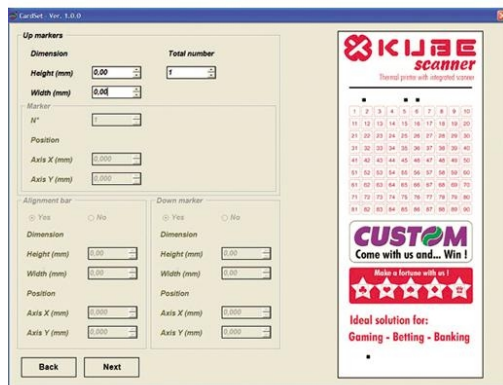 CardSet - Ver. 1.0.0
Up markers
Dimension
Total number
Height (mm) 0,00
1
Width (mm) 0,00
Marker
N° 1
Position
Axis X (mm) 0,000
Axis Y (mm) 0,000
Alignment bar
Yes No
Dimension
Height (mm) 0,00
Width (mm) 0,00
Position
Axis X (mm) 0,000
Axis Y (mm) 0,000
Down marker
Yes No
Dimension
Height (mm) 0,00
Width (mm) 0,00
Position
Axis X (mm) 0,000
Axis Y (mm) 0,000
Back
Next
KUBE
scanner
Thermal printer with integrated scanner
1 2 3 4 5 6 7 8 9 10
11 12 13 14 15 16 17 18 19 20
21 22 23 24 25 26 27 28 29 30
31 32 33 34 35 36 37 38 39 40
41 42 43 44 45 46 47 48 49 50
51 52 53 54 55 56 57 58 59 60
61 62 63 64 65 66 67 68 69 70
71 72 73 74 75 76 77 78 79 80
81 82 83 84 85 86 87 88 89 90
CUSTOM
Come with us and... Win !
Make a fortune with us !
Ideal solution for:
Gaming - Betting - Banking